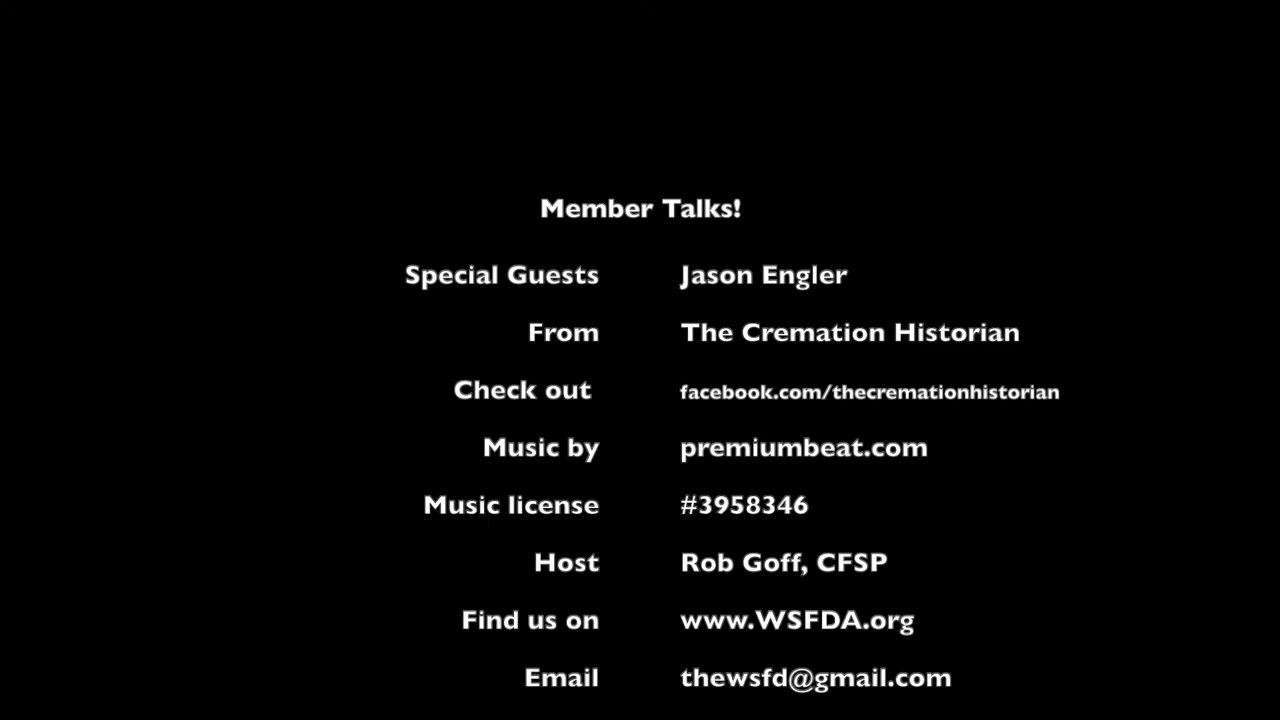 Member Talks!
Special Guests Jason Engler
From The Cremation Historian
Check out facebook.com/thecremationhistorian
Music by premiumbeat.com
Music license #3958346
Host Rob Goff, CFSP
Find us on www.WSFDA.org
Email thewsfd@gmail.com